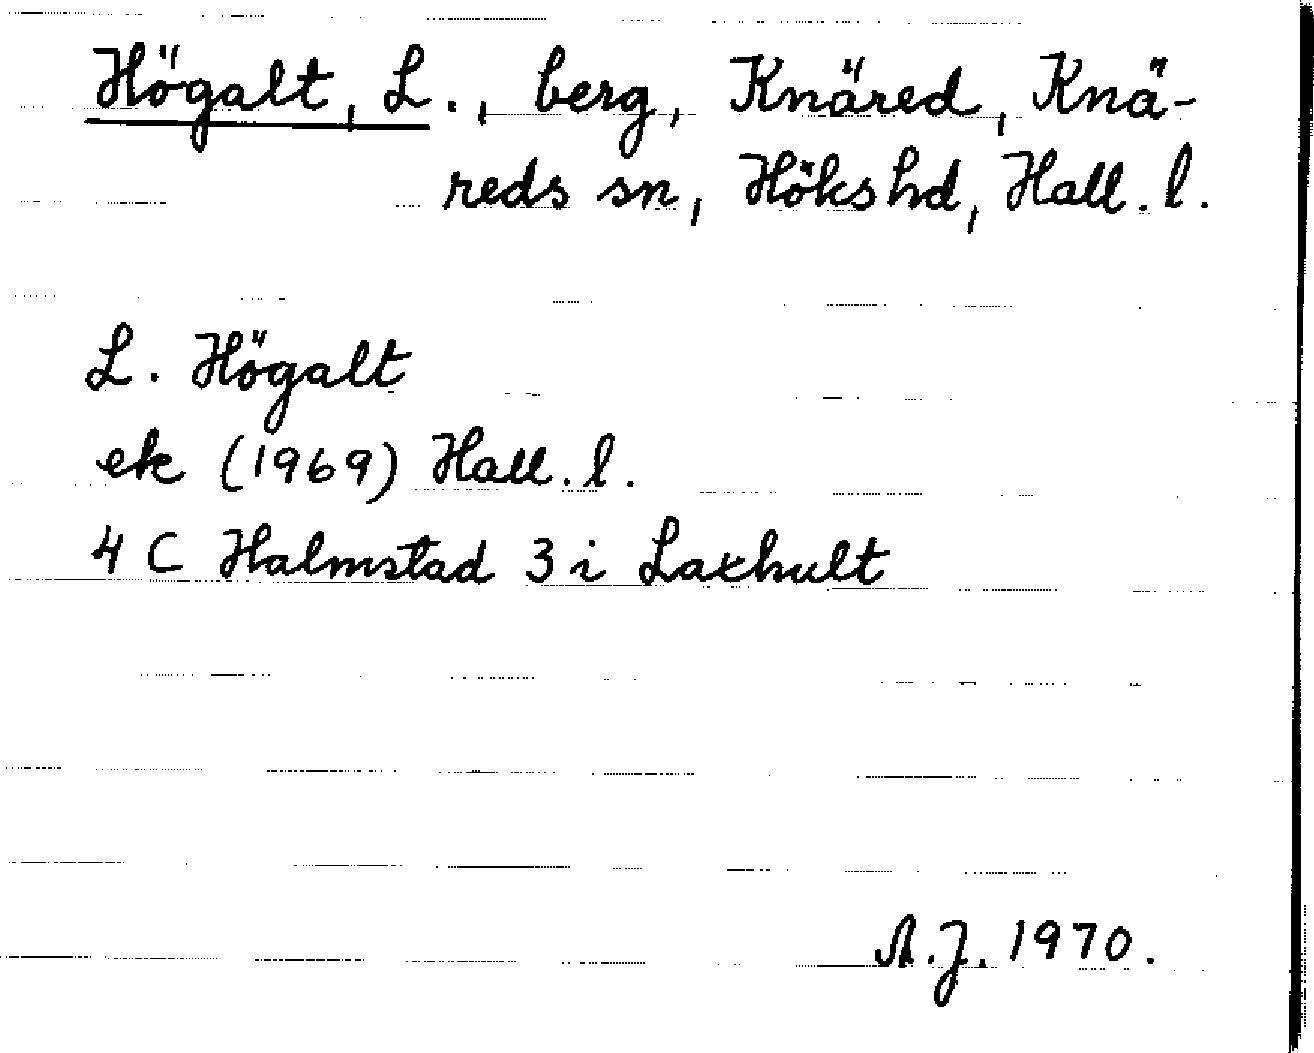 Högalt, L., berg, Knäred, Knä-
reds sn, Höks hd, Hall. l.
L. Högalt
ek (1969) Hall. l.
4 C Halmstad 3 i Laxhult
A.J. 1970.